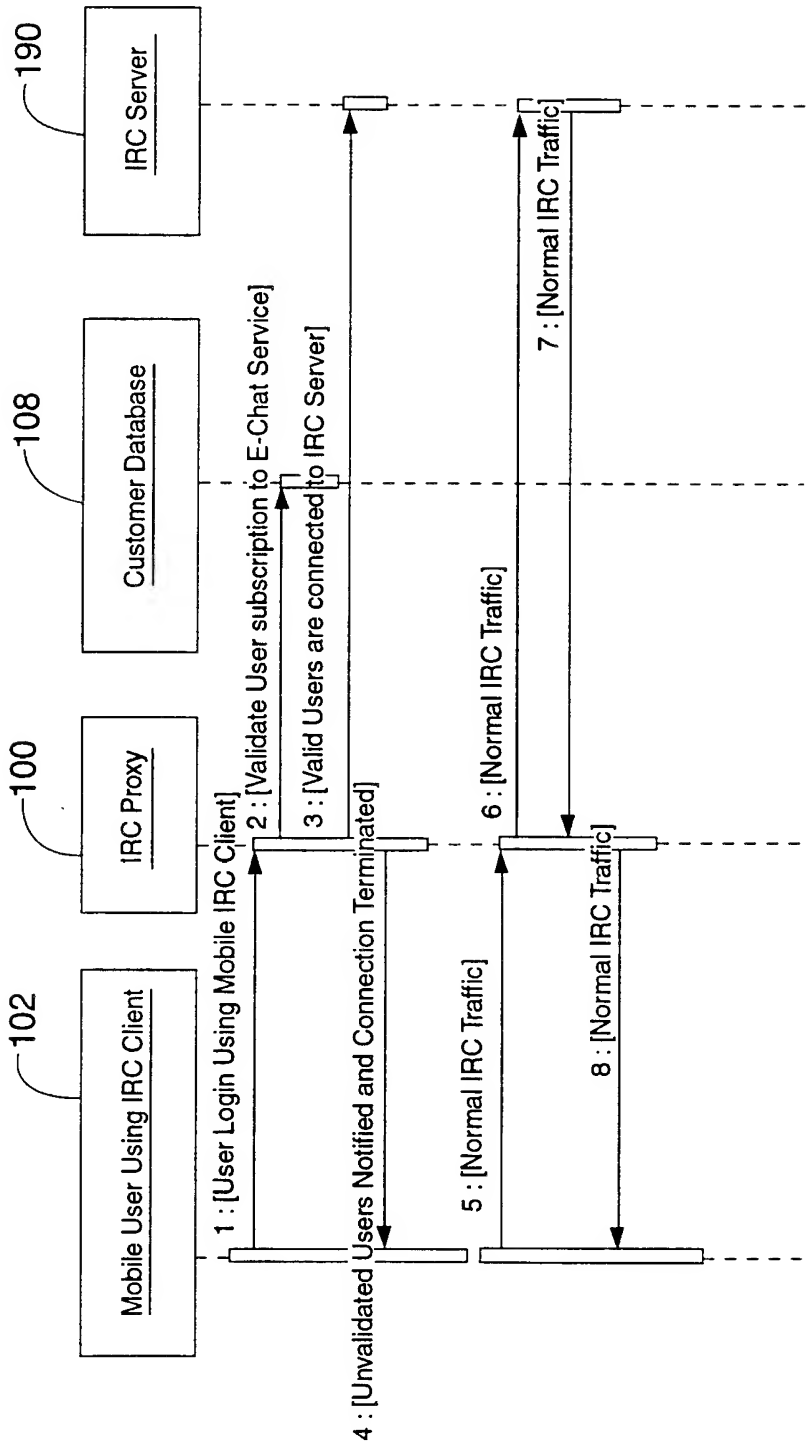 102
100
108
190
Mobile User Using IRC Client
IRC Proxy
Customer Database
IRC Server
1 : [User Login Using Mobile IRC Client]
2 : [Validate User subscription to E-Chat Service]
3 : [Valid Users are connected to IRC Server]
4 : [Unvalidated Users Notified and Connection Terminated]
5 : [Normal IRC Traffic]
6 : [Normal IRC Traffic]
7 : [Normal IRC Traffic]
8 : [Normal IRC Traffic]